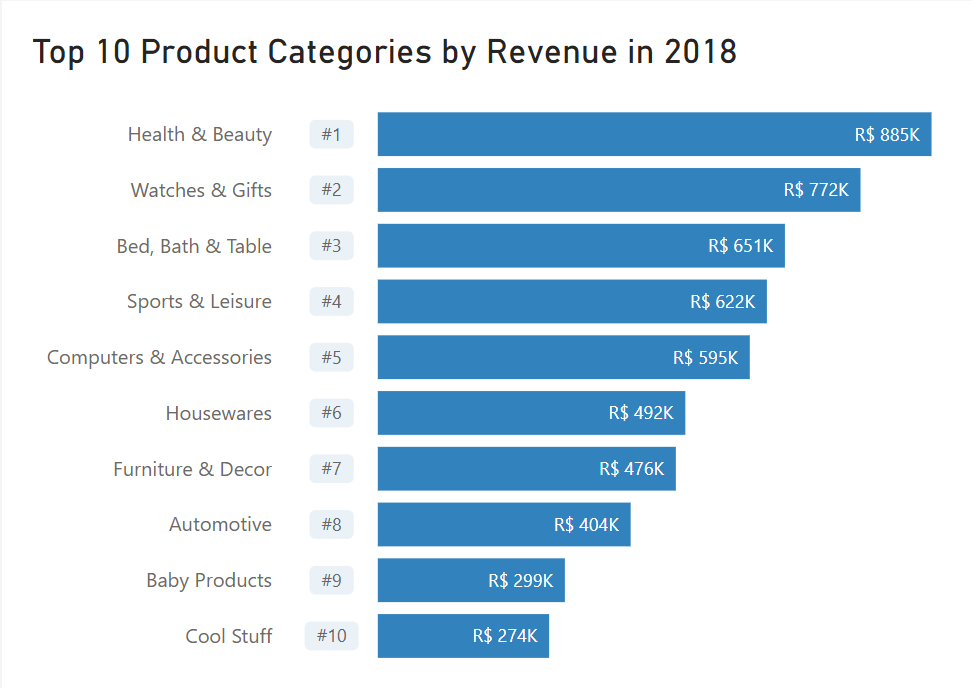 Top 10 Product Categories by Revenue in 2018
Health & Beauty #1 R$ 885K
Watches & Gifts #2 R$ 772K
Bed, Bath & Table #3 R$ 651K
Sports & Leisure #4 R$ 622K
Computers & Accessories #5 R$ 595K
Housewares #6 R$ 492K
Furniture & Decor #7 R$ 476K
Automotive #8 R$ 404K
Baby Products #9 R$ 299K
Cool Stuff #10 R$ 274K